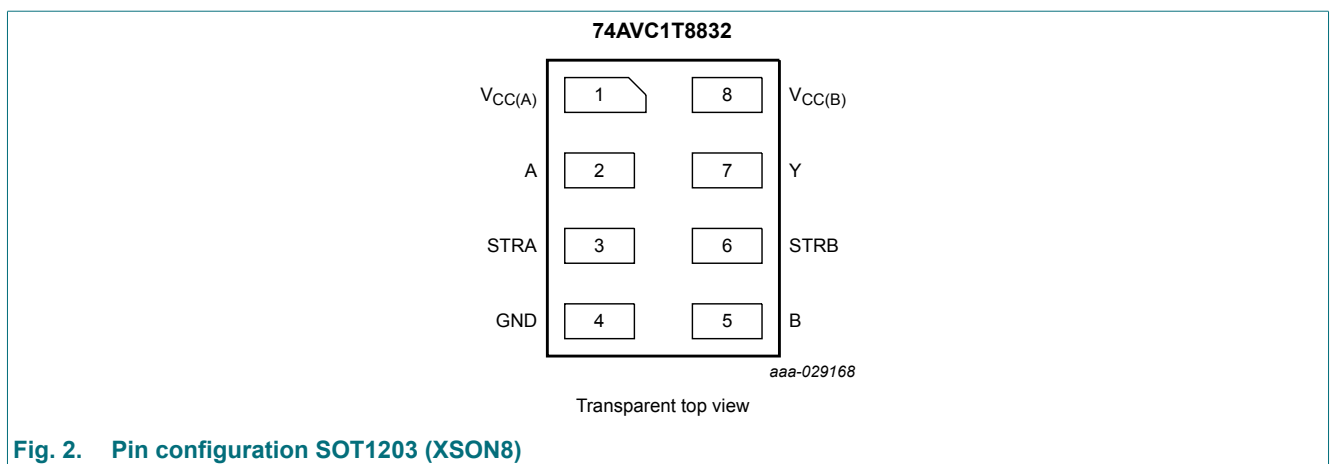 74AVC1T8832
VCC(A) 1 8 VCC(B)
A 2 7 Y
STRA 3 6 STRB
GND 4 5 B
aaa-029168
Transparent top view
Fig. 2. Pin configuration SOT1203 (XSON8)